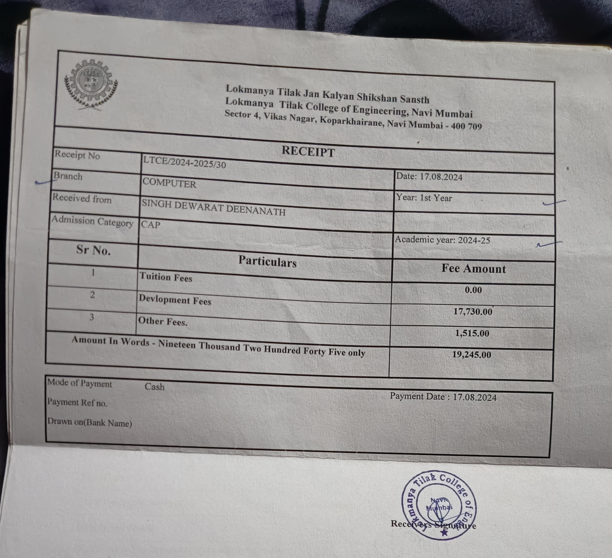 Lokmanya Tilak Jan Kalyan Shikshan Sansth
Lokmanya Tilak College of Engineering, Navi Mumbai
Sector 4, Vikas Nagar, Koparkhairane, Navi Mumbai - 400 709
RECEIPT
Receipt No LTCE/2024-2025/30 Date: 17.08.2024
Branch COMPUTER Year: 1st Year
Received from SINGH DEWARAT DEENANATH
Admission Category CAP Academic year: 2024-25
Sr No. Particulars Fee Amount
1 Tuition Fees 0.00
2 Devlopment Fees 17,730.00
3 Other Fees. 1,515.00
Amount In Words - Nineteen Thousand Two Hundred Forty Five only 19,245.00
Mode of Payment Cash Payment Date : 17.08.2024
Payment Ref no.
Drawn on(Bank Name)
Lokmanya Tilak College of
Navi
Mumbai
Signature